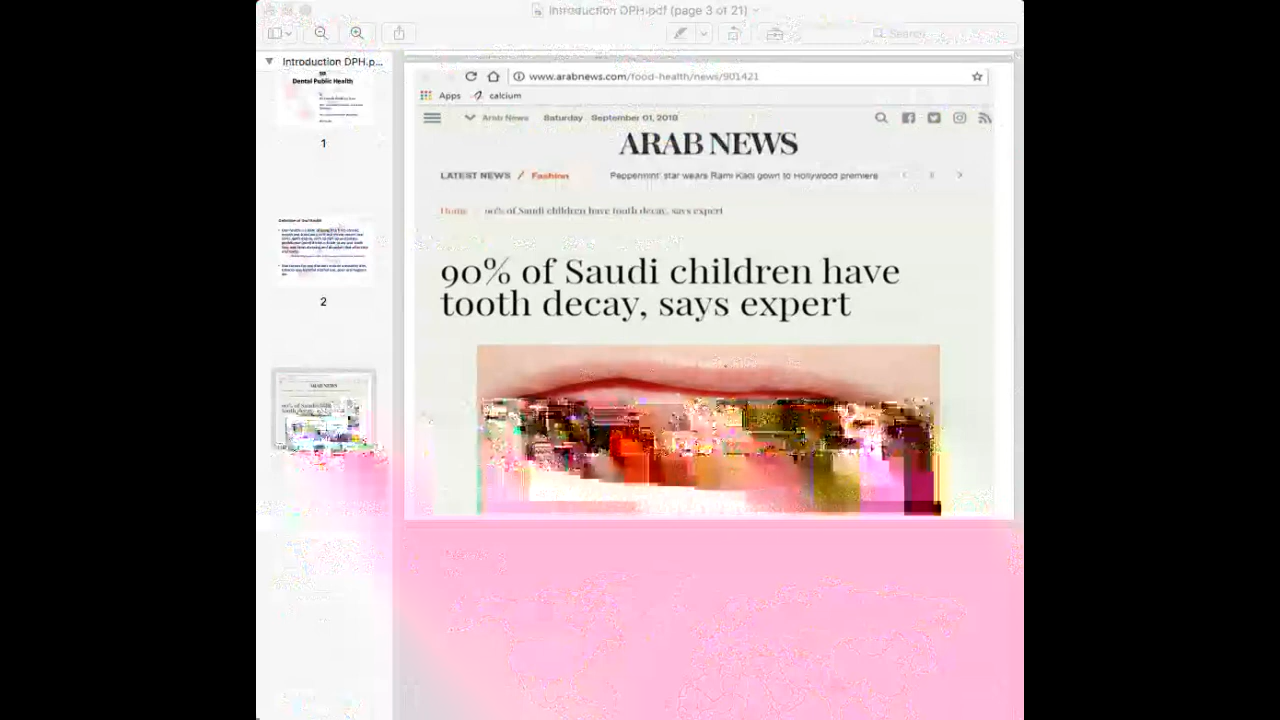 Introduction DPH.pdf (page 3 of 21)
Search
Introduction DPH.p...
Dental Public Health
1
2
www.arabnews.com/food-health/news/901421
Apps calcium
Arab News Saturday September 01, 2018
ARAB NEWS
LATEST NEWS / Fashion Peppermint' star wears Rami Kadi gown to Hollywood premiere
Home 90% of Saudi children have tooth decay, says expert
90% of Saudi children have
tooth decay, says expert
ARAB NEWS